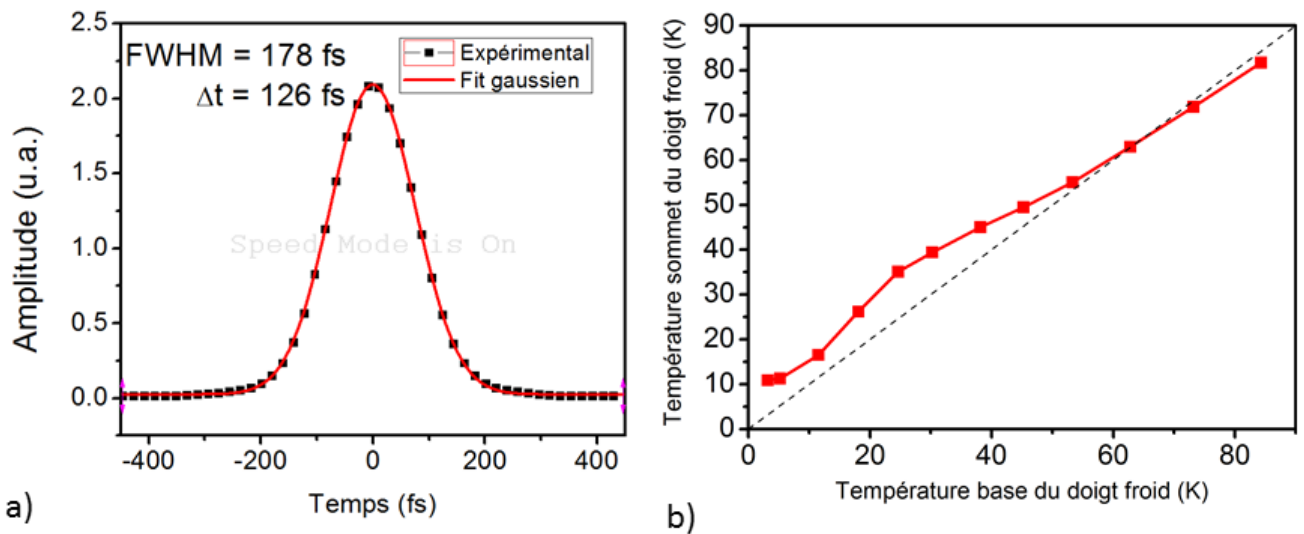 FWHM = 178 fs
Δt = 126 fs
Expérimental
Fit gaussien
Speed Mode is On
Amplitude (u.a.)
2.5
2.0
1.5
1.0
0.5
0.0
-400 -200 0 200 400
Temps (fs)
a)
Température sommet du doigt froid (K)
90
80
70
60
50
40
30
20
10
0
0 20 40 60 80
Température base du doigt froid (K)
b)